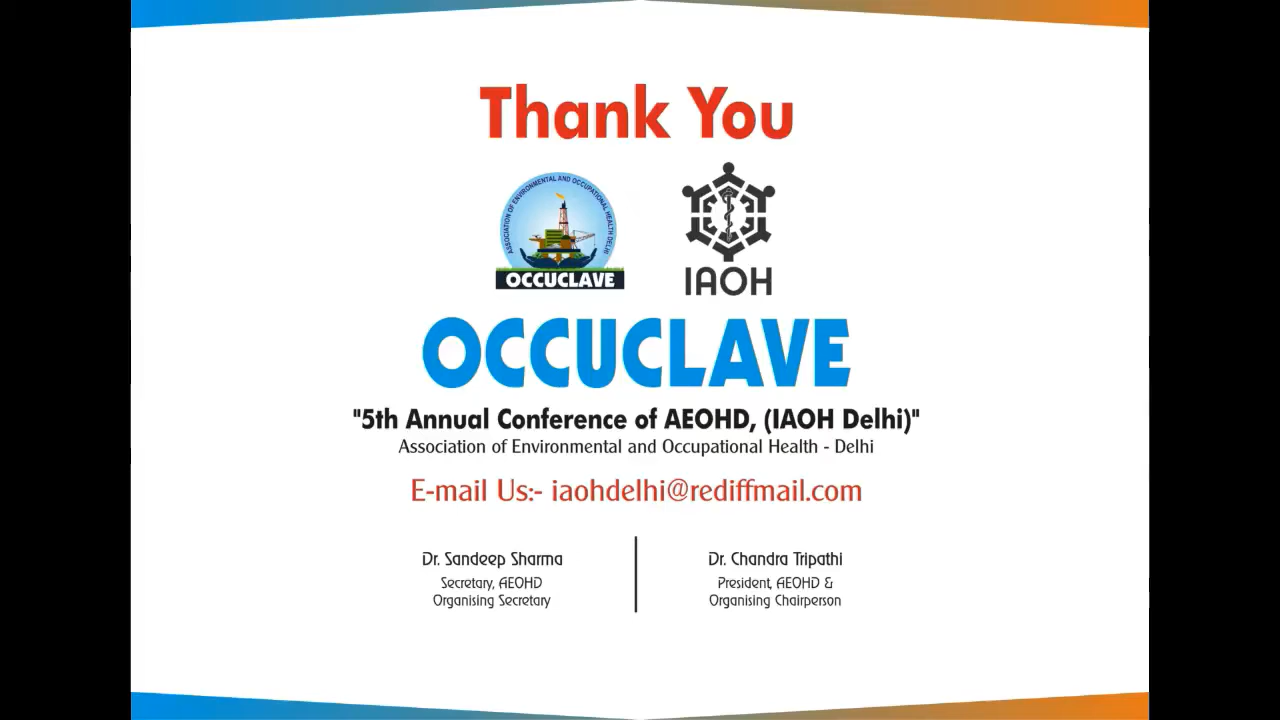 Thank You
ASSOCIATION OF ENVIRONMENTAL AND OCCUPATIONAL HEALTH DELHI
OCCUCLAVE
IAOH
OCCUCLAVE
"5th Annual Conference of AEOHD, (IAOH Delhi)"
Association of Environmental and Occupational Health - Delhi
E-mail Us:- iaohdelhi@rediffmail.com
Dr. Sandeep Sharma
Secretary, AEOHD
Organising Secretary
Dr. Chandra Tripathi
President, AEOHD &
Organising Chairperson